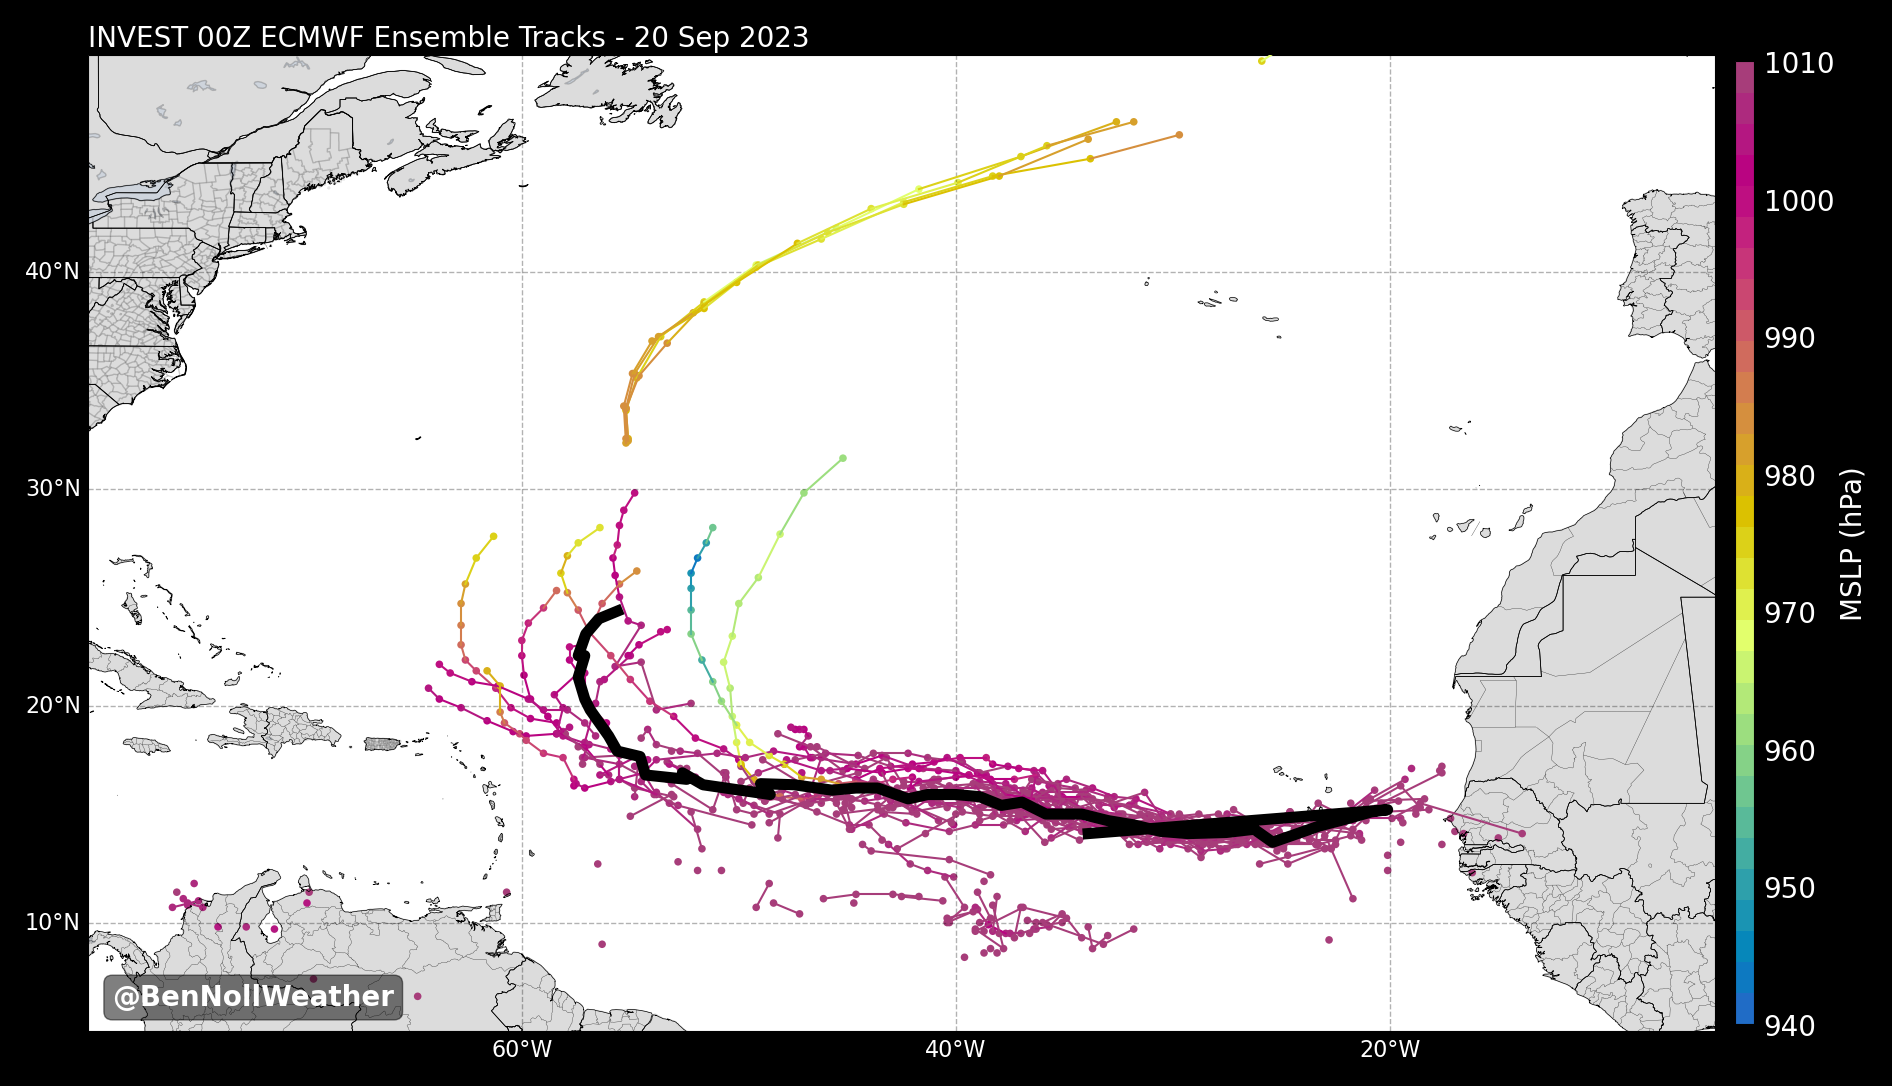 INVEST 00Z ECMWF Ensemble Tracks - 20 Sep 2023
1010
1000
990
980
970
960
950
940
MSLP (hPa)
40°N
30°N
20°N
10°N
@BenNollWeather
60°W
40°W
20°W